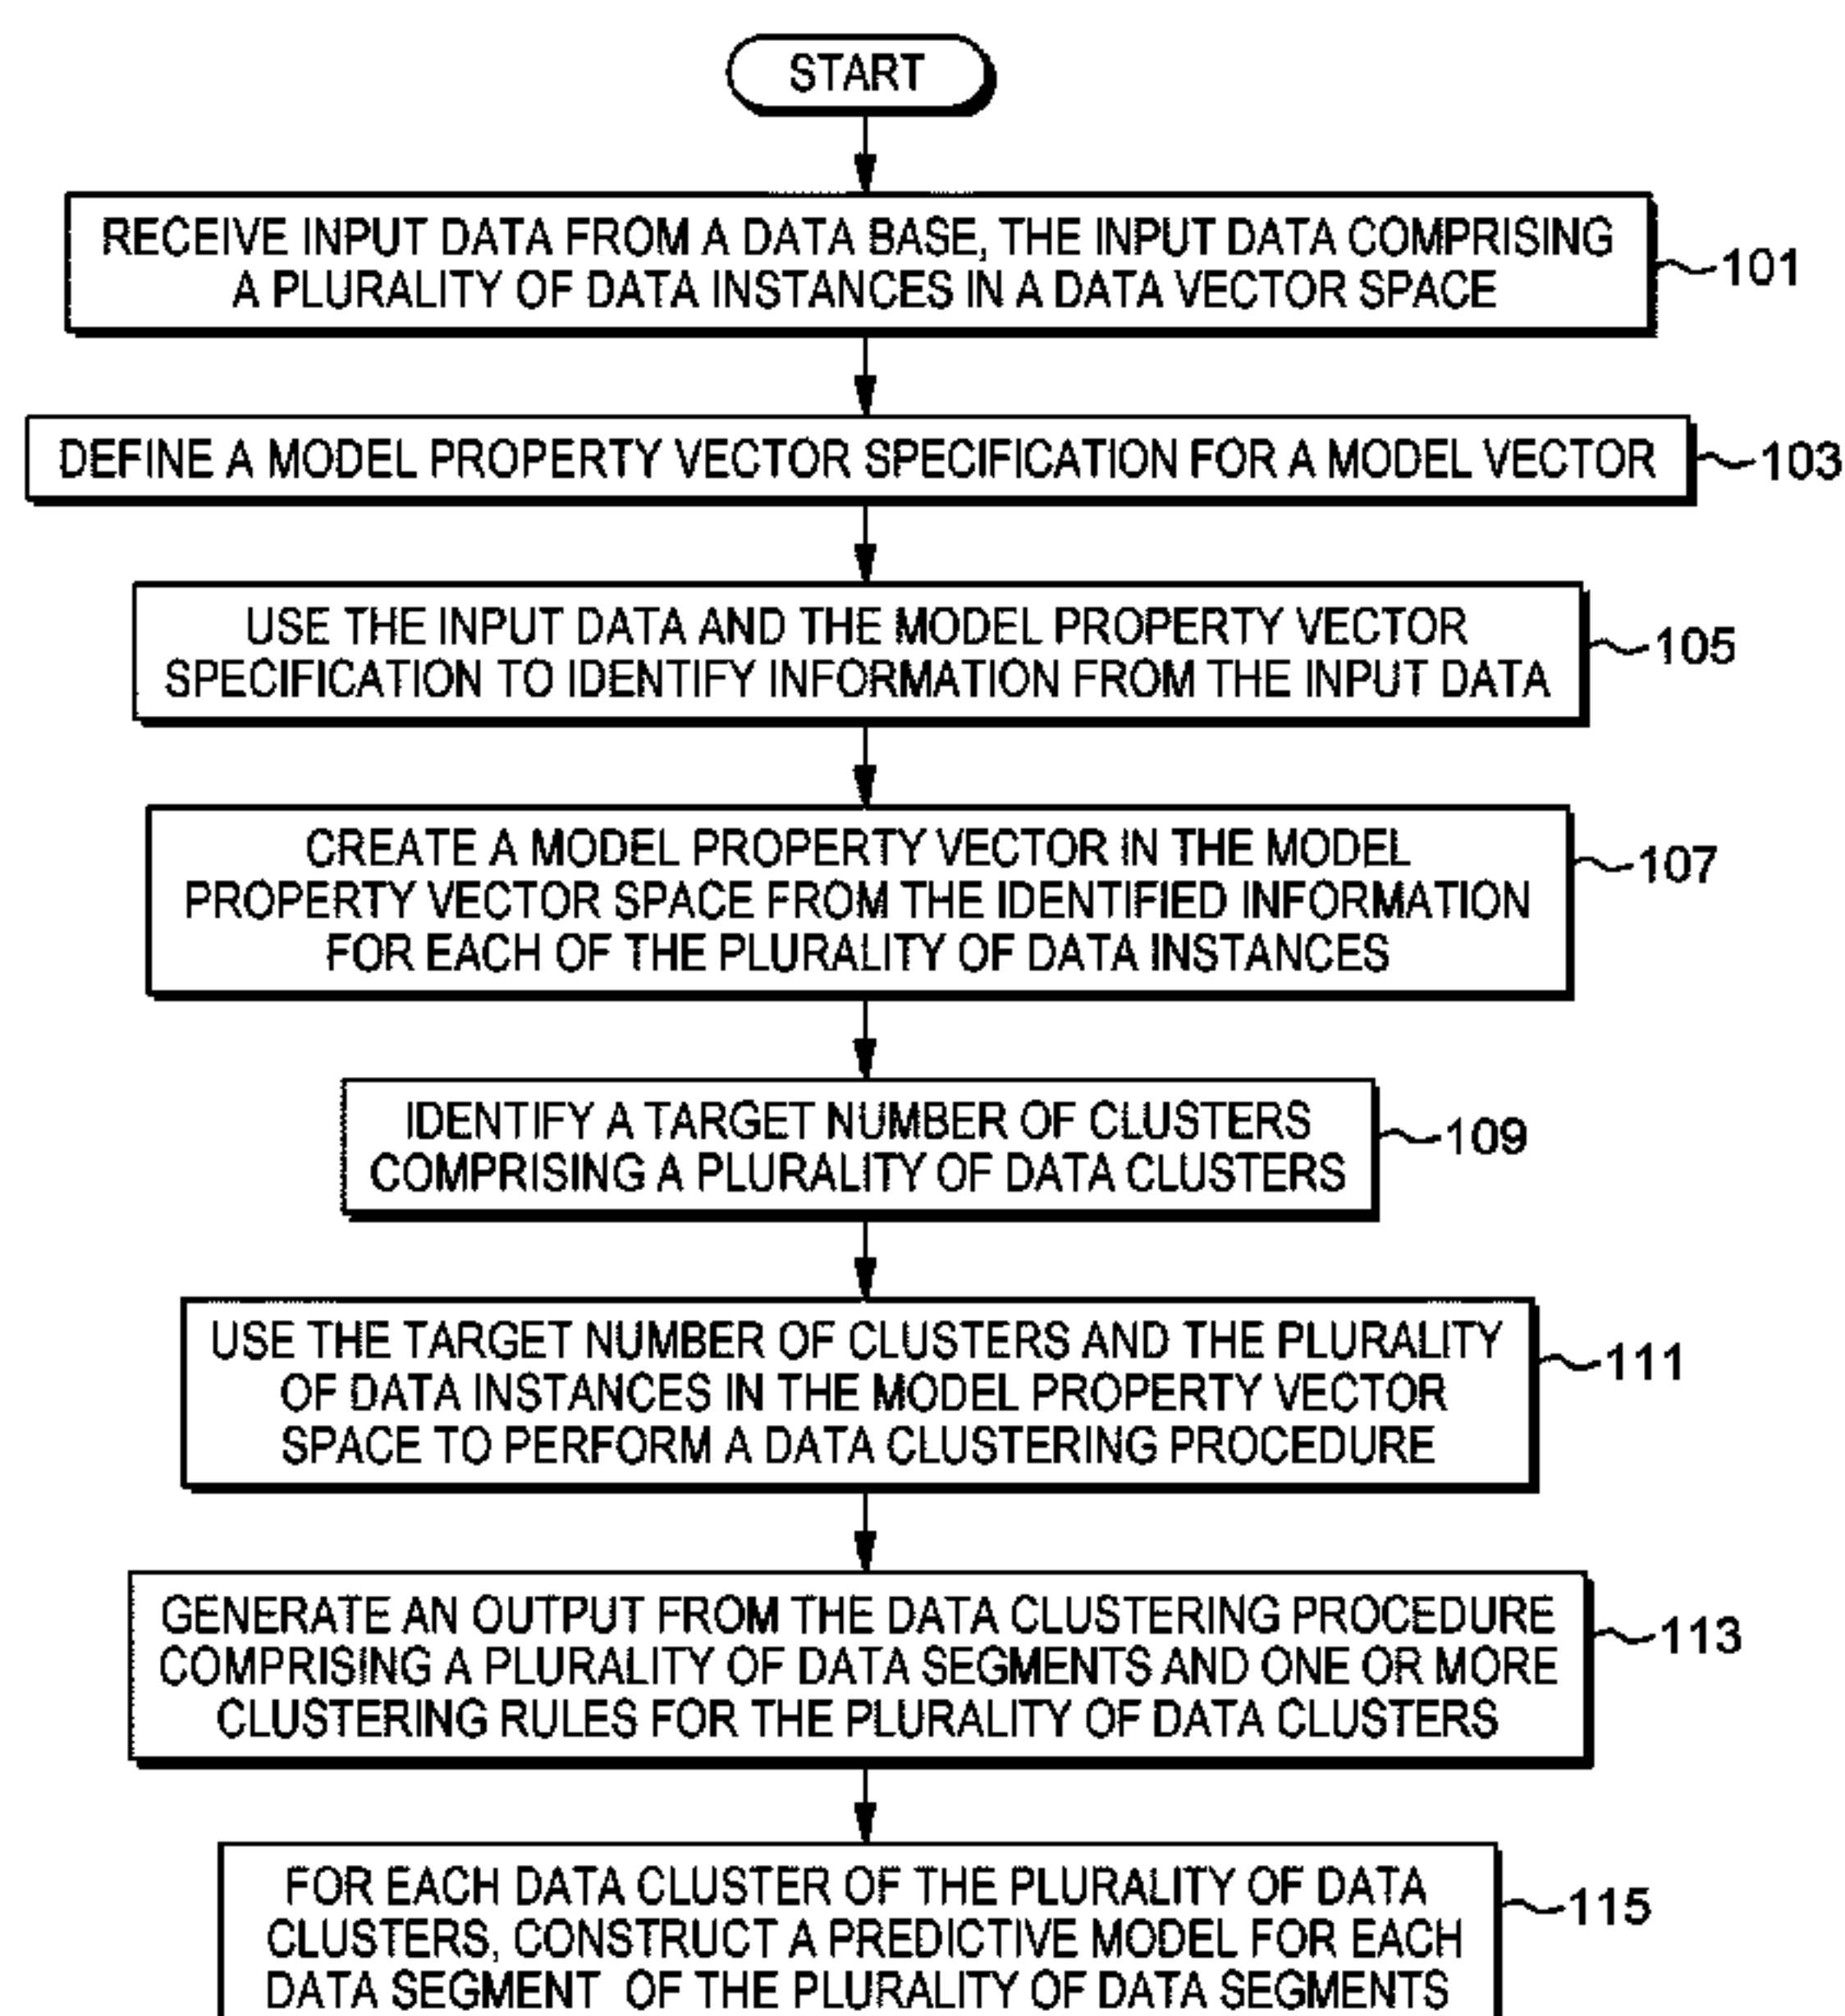 START
RECEIVE INPUT DATA FROM A DATA BASE, THE INPUT DATA COMPRISING
A PLURALITY OF DATA INSTANCES IN A DATA VECTOR SPACE
101
DEFINE A MODEL PROPERTY VECTOR SPECIFICATION FOR A MODEL VECTOR
103
USE THE INPUT DATA AND THE MODEL PROPERTY VECTOR
SPECIFICATION TO IDENTIFY INFORMATION FROM THE INPUT DATA
105
CREATE A MODEL PROPERTY VECTOR IN THE MODEL
PROPERTY VECTOR SPACE FROM THE IDENTIFIED INFORMATION
FOR EACH OF THE PLURALITY OF DATA INSTANCES
107
IDENTIFY A TARGET NUMBER OF CLUSTERS
COMPRISING A PLURALITY OF DATA CLUSTERS
109
USE THE TARGET NUMBER OF CLUSTERS AND THE PLURALITY
OF DATA INSTANCES IN THE MODEL PROPERTY VECTOR
SPACE TO PERFORM A DATA CLUSTERING PROCEDURE
111
GENERATE AN OUTPUT FROM THE DATA CLUSTERING PROCEDURE
COMPRISING A PLURALITY OF DATA SEGMENTS AND ONE OR MORE
CLUSTERING RULES FOR THE PLURALITY OF DATA CLUSTERS
113
FOR EACH DATA CLUSTER OF THE PLURALITY OF DATA
CLUSTERS, CONSTRUCT A PREDICTIVE MODEL FOR EACH
DATA SEGMENT OF THE PLURALITY OF DATA SEGMENTS
115